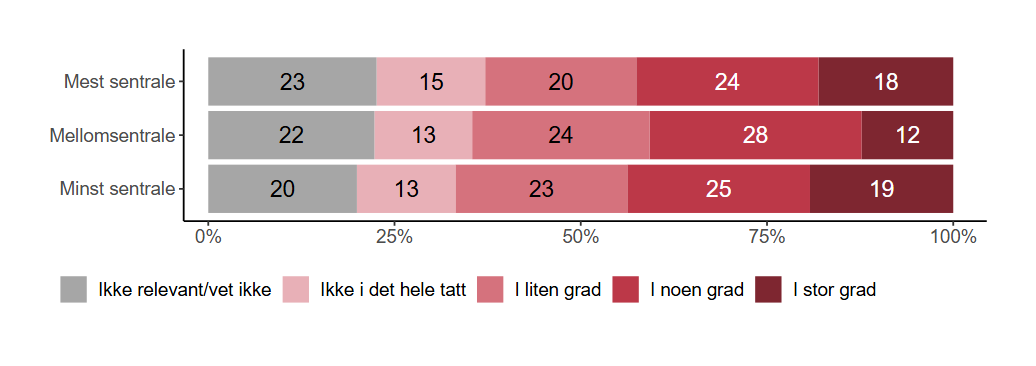 Mest sentrale 23 15 20 24 18
Mellomsentrale 22 13 24 28 12
Minst sentrale 20 13 23 25 19
0% 25% 50% 75% 100%
Ikke relevant/vet ikke Ikke i det hele tatt I liten grad I noen grad I stor grad